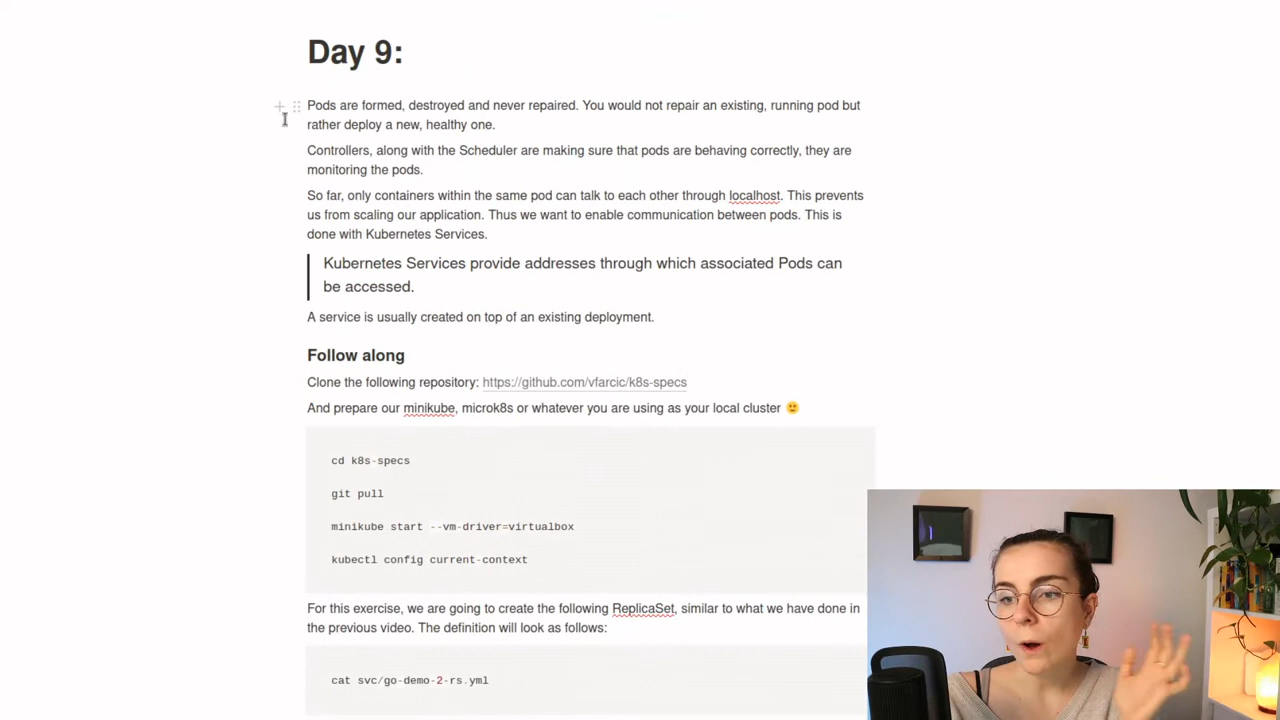 Day 9:
Pods are formed, destroyed and never repaired. You would not repair an existing, running pod but
rather deploy a new, healthy one.
Controllers, along with the Scheduler are making sure that pods are behaving correctly, they are
monitoring the pods.
So far, only containers within the same pod can talk to each other through localhost. This prevents
us from scaling our application. Thus we want to enable communication between pods. This is
done with Kubernetes Services.
Kubernetes Services provide addresses through which associated Pods can
be accessed.
A service is usually created on top of an existing deployment.
Follow along
Clone the following repository: https://github.com/vfarcic/k8s-specs
And prepare our minikube, microk8s or whatever you are using as your local cluster 🙂
cd k8s-specs
git pull
minikube start --vm-driver=virtualbox
kubectl config current-context
For this exercise, we are going to create the following ReplicaSet, similar to what we have done in
the previous video. The definition will look as follows:
cat svc/go-demo-2-rs.yml